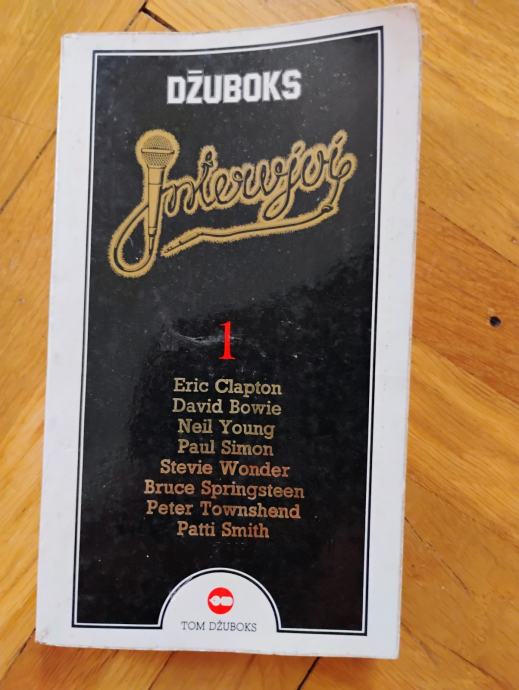 DŽUBOKS
Intervjui
1
Eric Clapton
David Bowie
Neil Young
Paul Simon
Stevie Wonder
Bruce Springsteen
Peter Townshend
Patti Smith
TOM DŽUBOKS